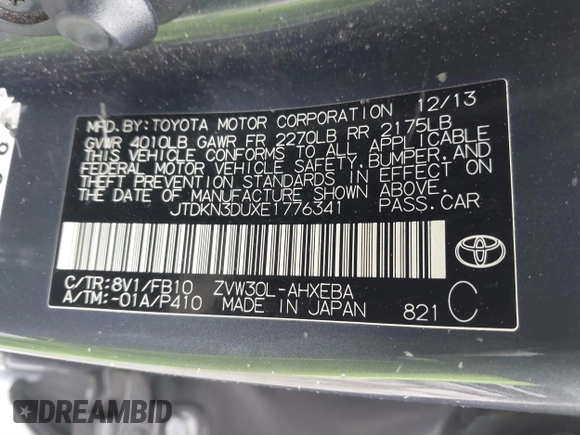 MFD. BY: TOYOTA MOTOR CORPORATION 12/13
GVWR 4010LB GAWR FR 2270LB RR 2175LB
THIS VEHICLE CONFORMS TO ALL APPLICABLE
FEDERAL MOTOR VEHICLE SAFETY, BUMPER, AND
THEFT PREVENTION STANDARDS IN EFFECT ON
THE DATE OF MANUFACTURE SHOWN ABOVE.
JTDKN3DUXE1776341 PASS. CAR
C/TR: 8V1/FB10 ZVW30L-AHXEBA
A/TM: -01A/P410 MADE IN JAPAN 821 C
DREAMBID